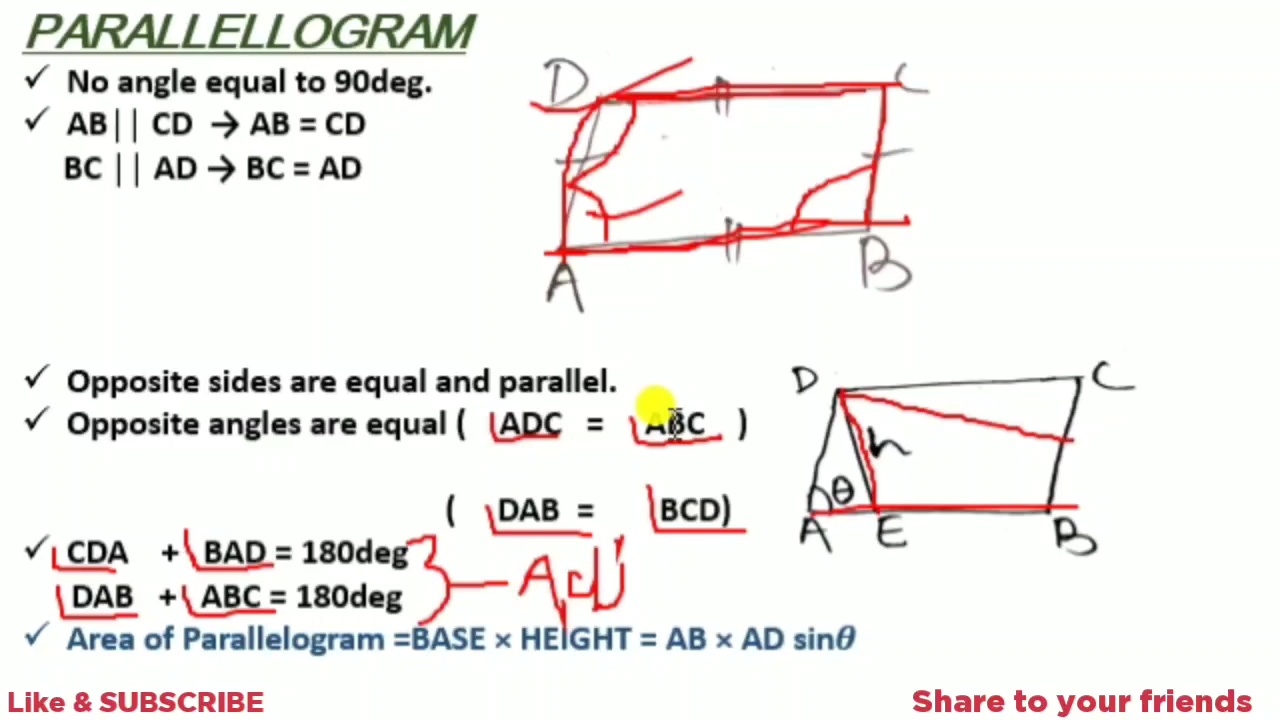 PARALLELLOGRAM
✓ No angle equal to 90deg.
✓ AB|| CD → AB = CD
BC || AD → BC = AD
D C
A B
✓ Opposite sides are equal and parallel.
✓ Opposite angles are equal ( ADC = ABC )
( DAB = BCD)
D C
h
θ
A E B
✓ CDA + BAD = 180deg
DAB + ABC = 180deg
Adj
✓ Area of Parallelogram =BASE × HEIGHT = AB × AD sinθ
Like & SUBSCRIBE
Share to your friends